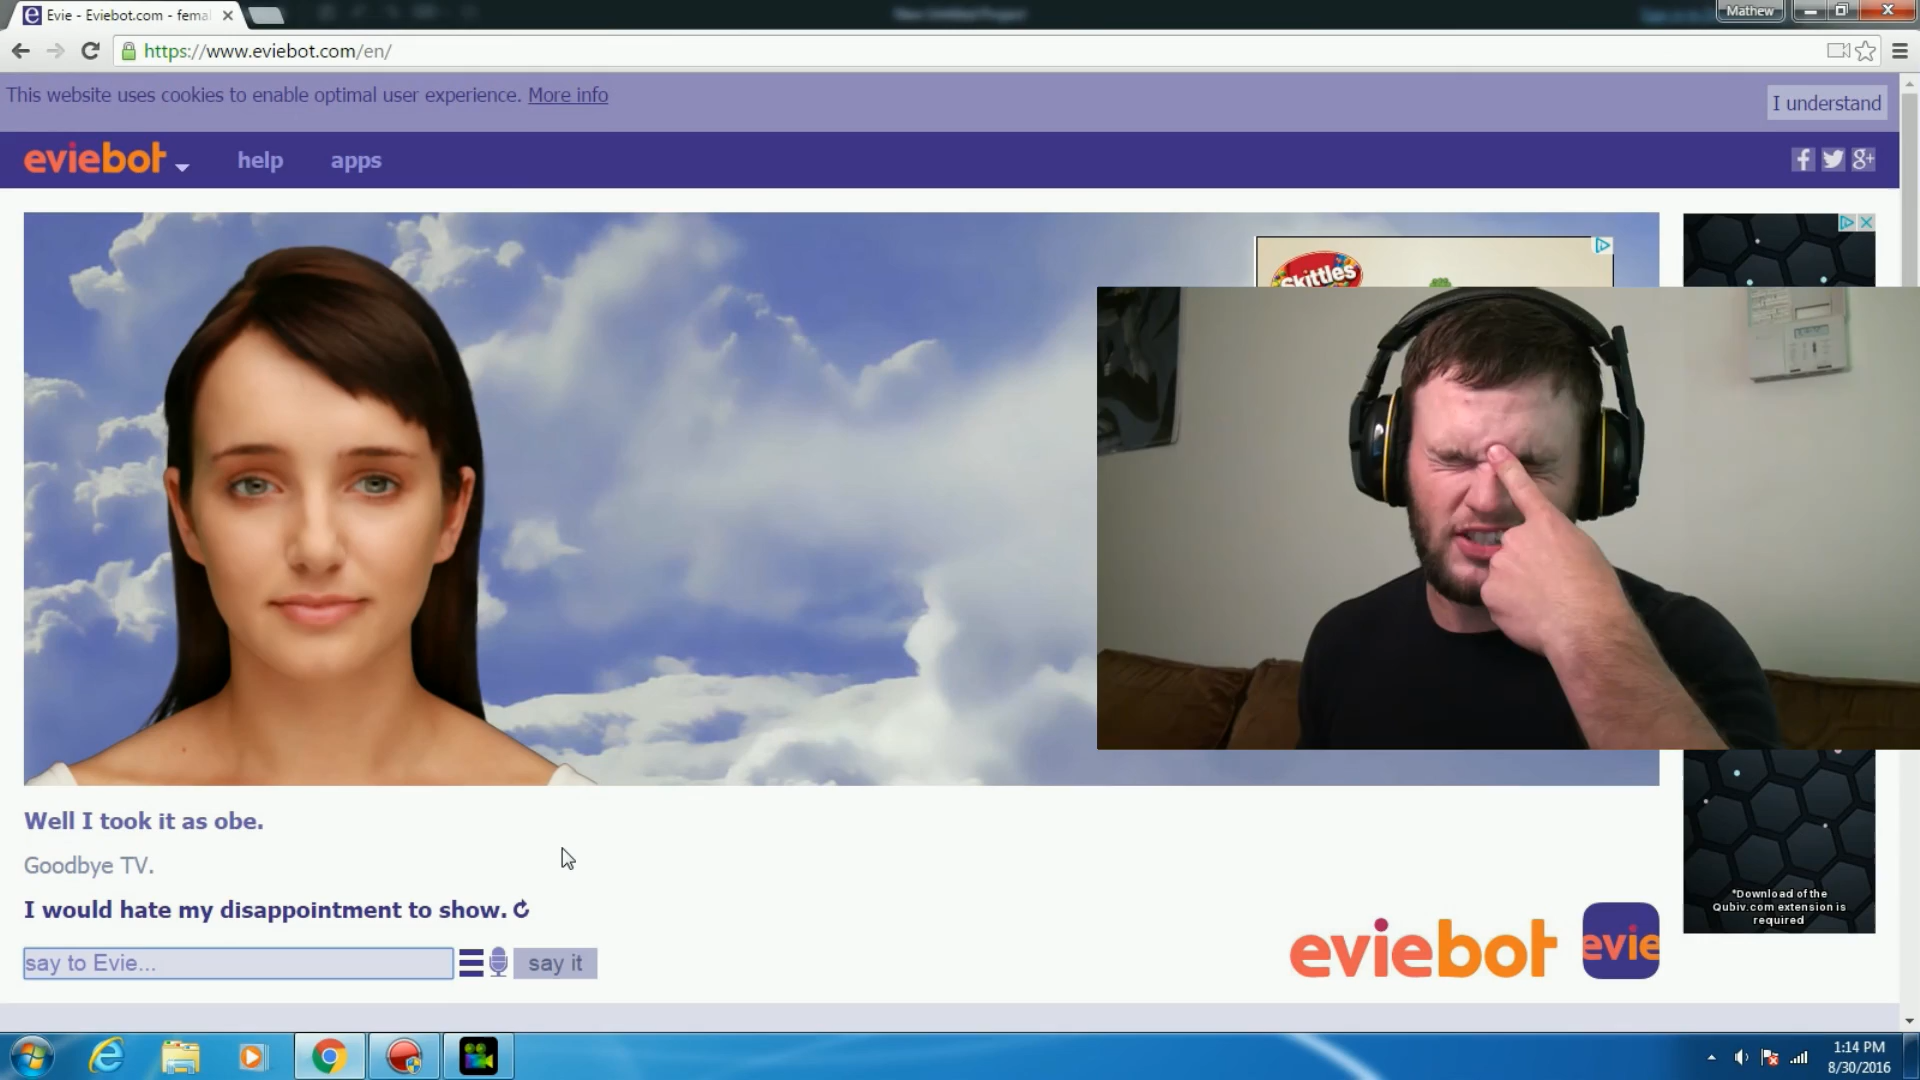 Evie - Eviebot.com - femal
Mathew
https://www.eviebot.com/en/
This website uses cookies to enable optimal user experience. More info
I understand
eviebot
help
apps
Skittles
Well I took it as obe.
Goodbye TV.
I would hate my disappointment to show.
say to Evie...
say it
eviebot
evie
*Download of the
Qubiv.com extension is
required
1:14 PM
8/30/2016